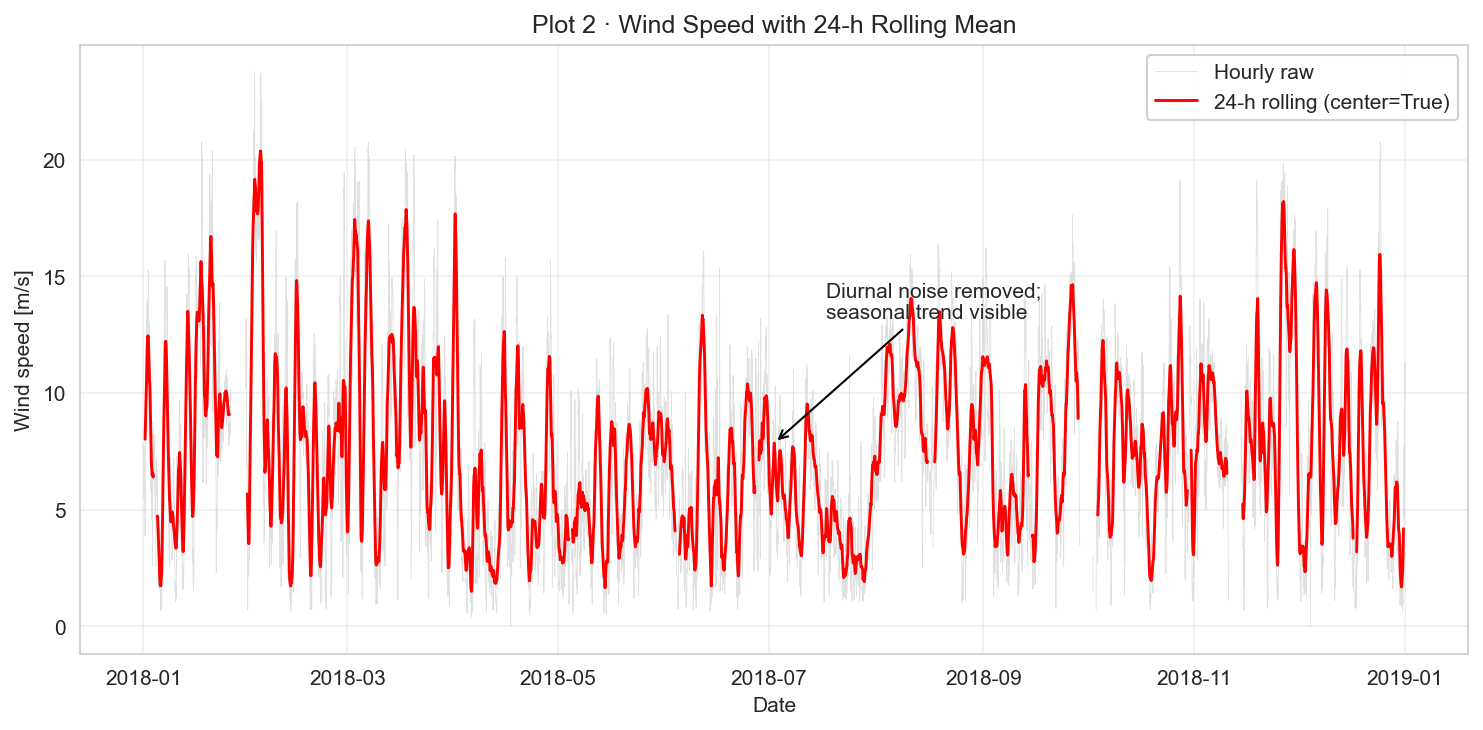 Plot 2 · Wind Speed with 24-h Rolling Mean
Hourly raw
24-h rolling (center=True)
Diurnal noise removed;
seasonal trend visible
Wind speed [m/s]
20
15
10
5
0
2018-01
2018-03
2018-05
2018-07
2018-09
2018-11
2019-01
Date